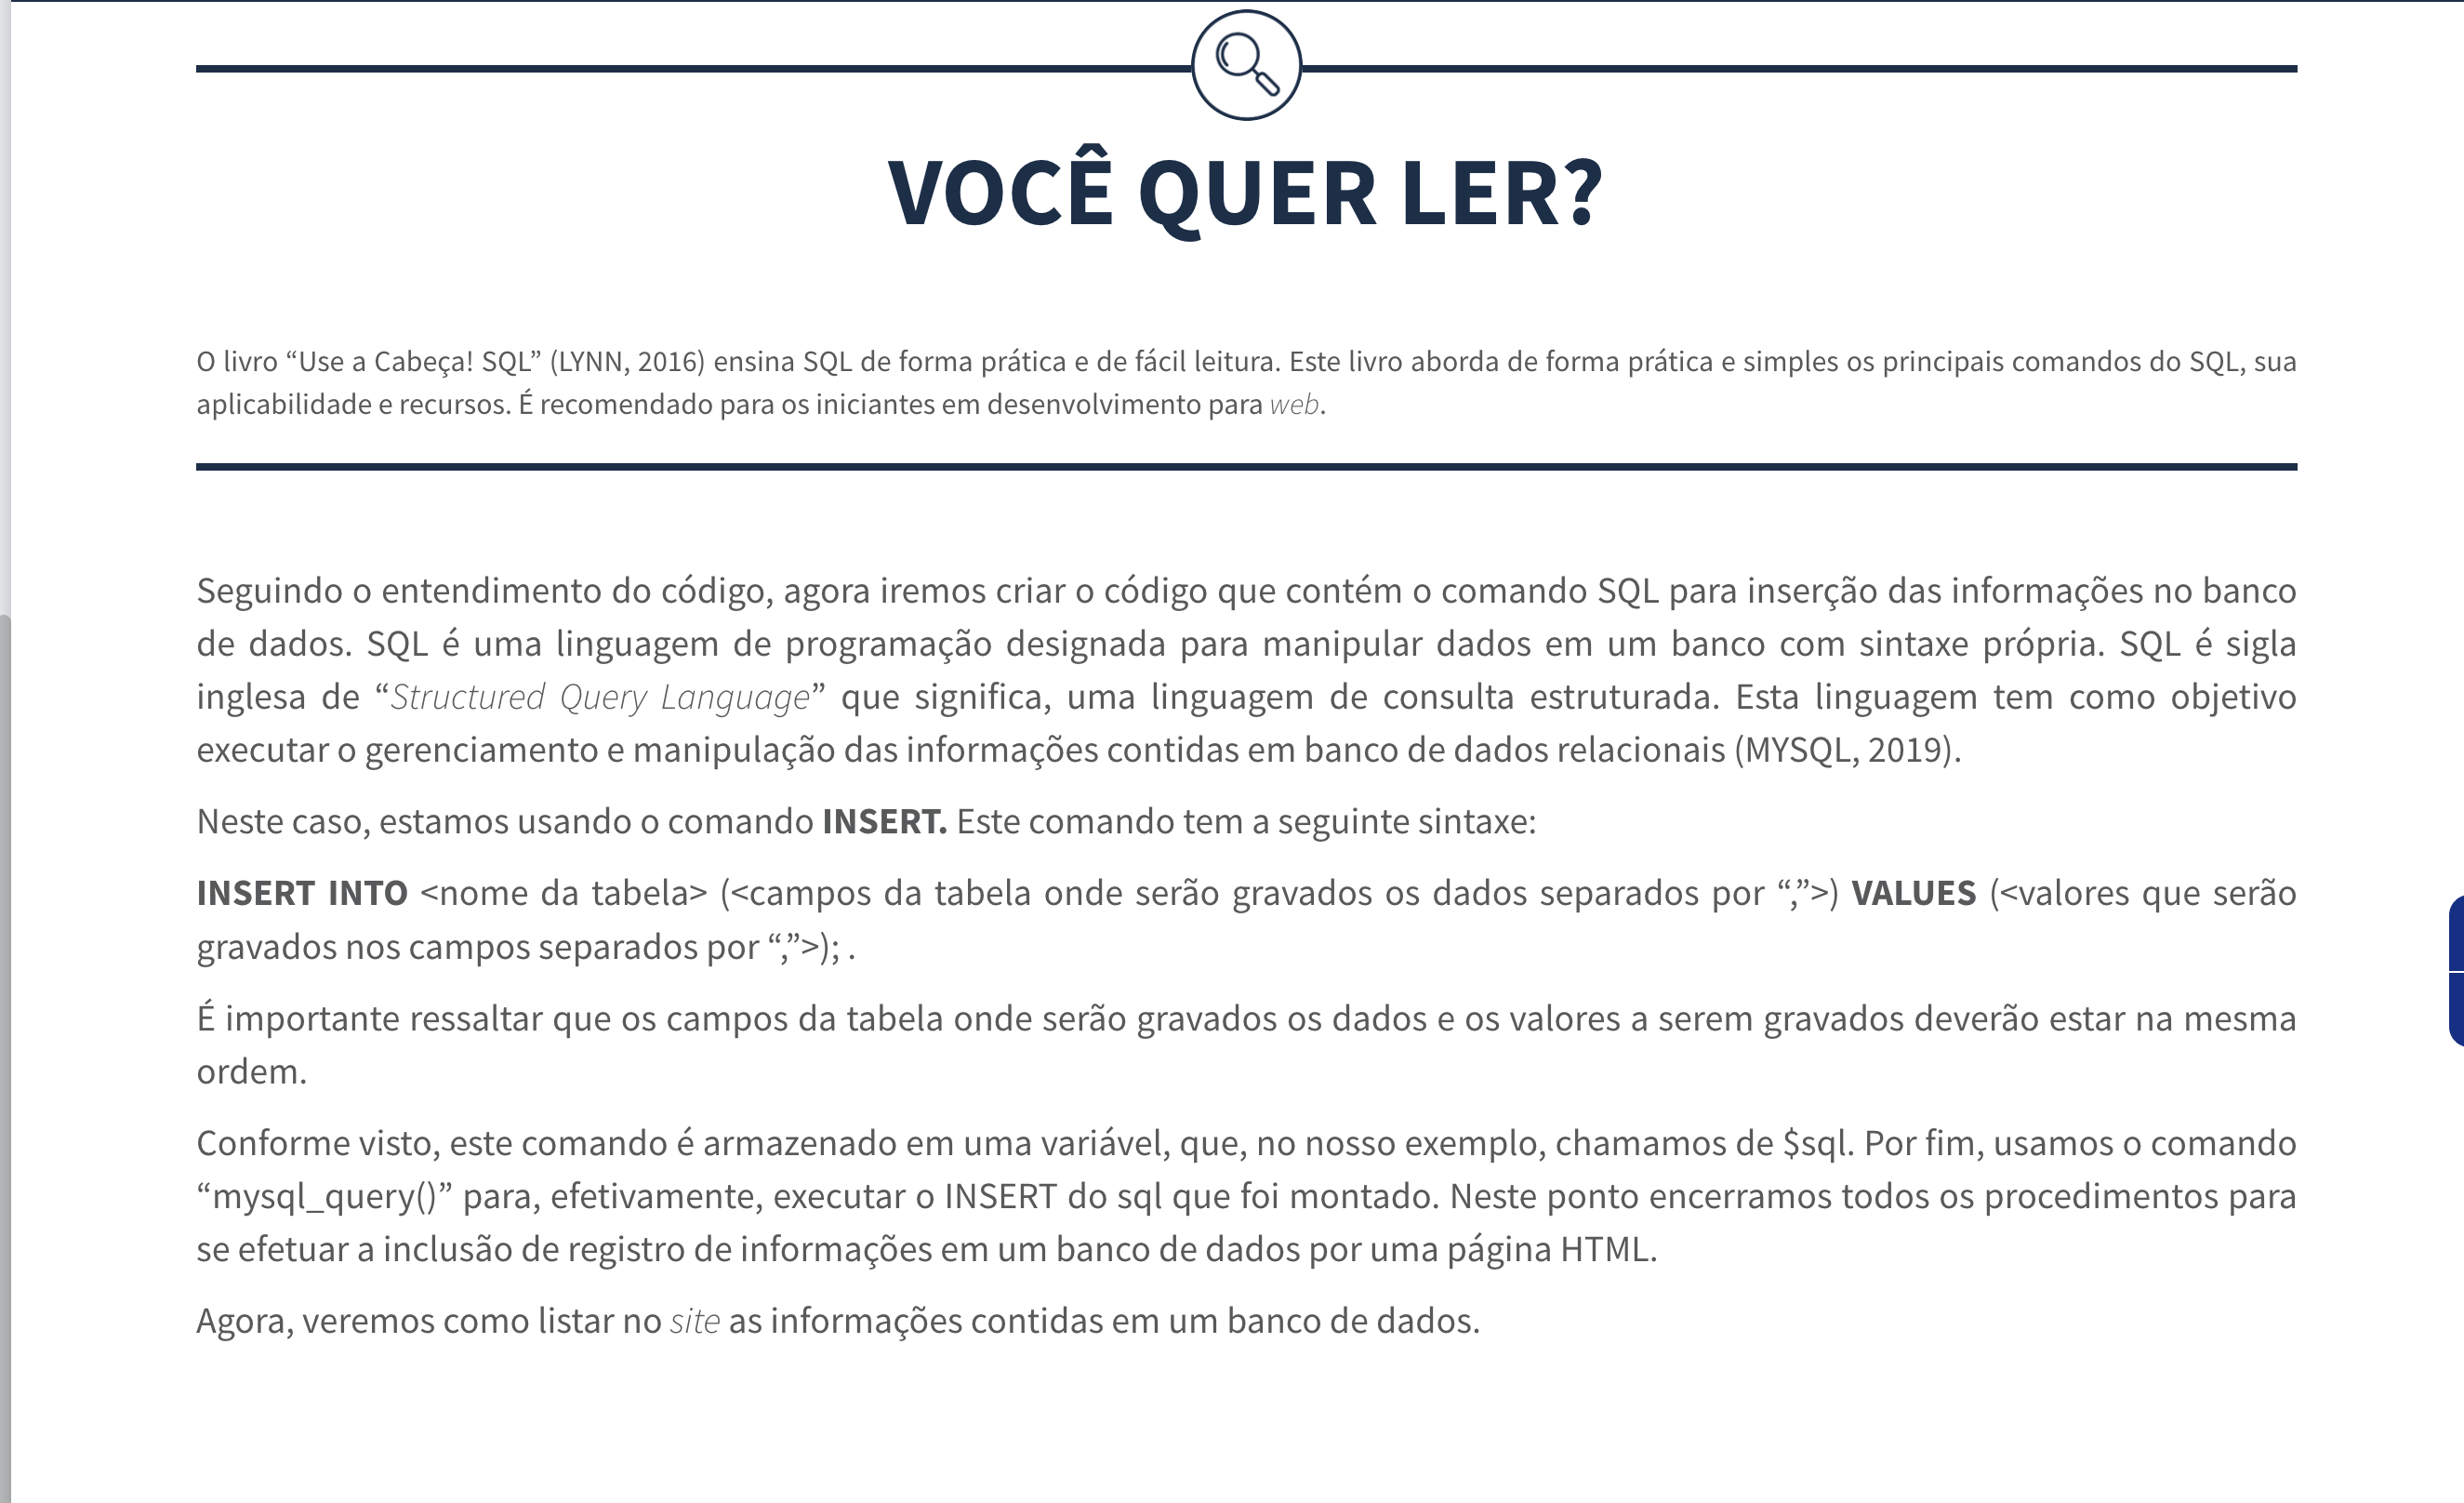 VOCÊ QUER LER?
O livro “Use a Cabeça! SQL” (LYNN, 2016) ensina SQL de forma prática e de fácil leitura. Este livro aborda de forma prática e simples os principais comandos do SQL, sua
aplicabilidade e recursos. É recomendado para os iniciantes em desenvolvimento para web.
Seguindo o entendimento do código, agora iremos criar o código que contém o comando SQL para inserção das informações no banco
de dados. SQL é uma linguagem de programação designada para manipular dados em um banco com sintaxe própria. SQL é sigla
inglesa de “Structured Query Language” que significa, uma linguagem de consulta estruturada. Esta linguagem tem como objetivo
executar o gerenciamento e manipulação das informações contidas em banco de dados relacionais (MYSQL, 2019).
Neste caso, estamos usando o comando INSERT. Este comando tem a seguinte sintaxe:
INSERT INTO <nome da tabela> (<campos da tabela onde serão gravados os dados separados por “,”>) VALUES (<valores que serão
gravados nos campos separados por “,”>); .
É importante ressaltar que os campos da tabela onde serão gravados os dados e os valores a serem gravados deverão estar na mesma
ordem.
Conforme visto, este comando é armazenado em uma variável, que, no nosso exemplo, chamamos de $sql. Por fim, usamos o comando
“mysql_query()” para, efetivamente, executar o INSERT do sql que foi montado. Neste ponto encerramos todos os procedimentos para
se efetuar a inclusão de registro de informações em um banco de dados por uma página HTML.
Agora, veremos como listar no site as informações contidas em um banco de dados.